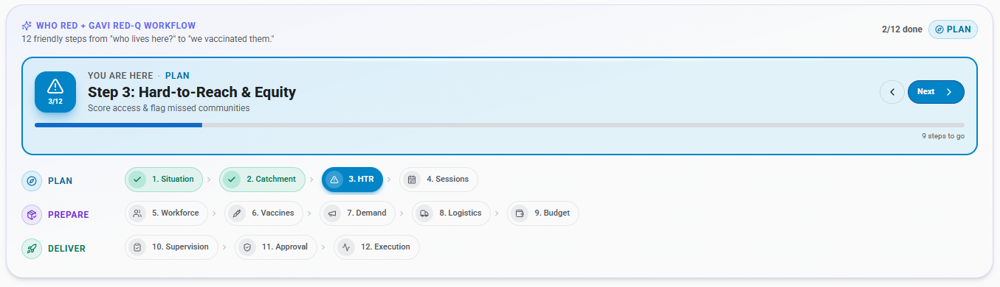 WHO RED + GAVI RED-Q WORKFLOW
12 friendly steps from "who lives here?" to "we vaccinated them."
2/12 done
PLAN
3/12
YOU ARE HERE · PLAN
Step 3: Hard-to-Reach & Equity
Score access & flag missed communities
Next
9 steps to go
PLAN
1. Situation
2. Catchment
3. HTR
4. Sessions
PREPARE
5. Workforce
6. Vaccines
7. Demand
8. Logistics
9. Budget
DELIVER
10. Supervision
11. Approval
12. Execution